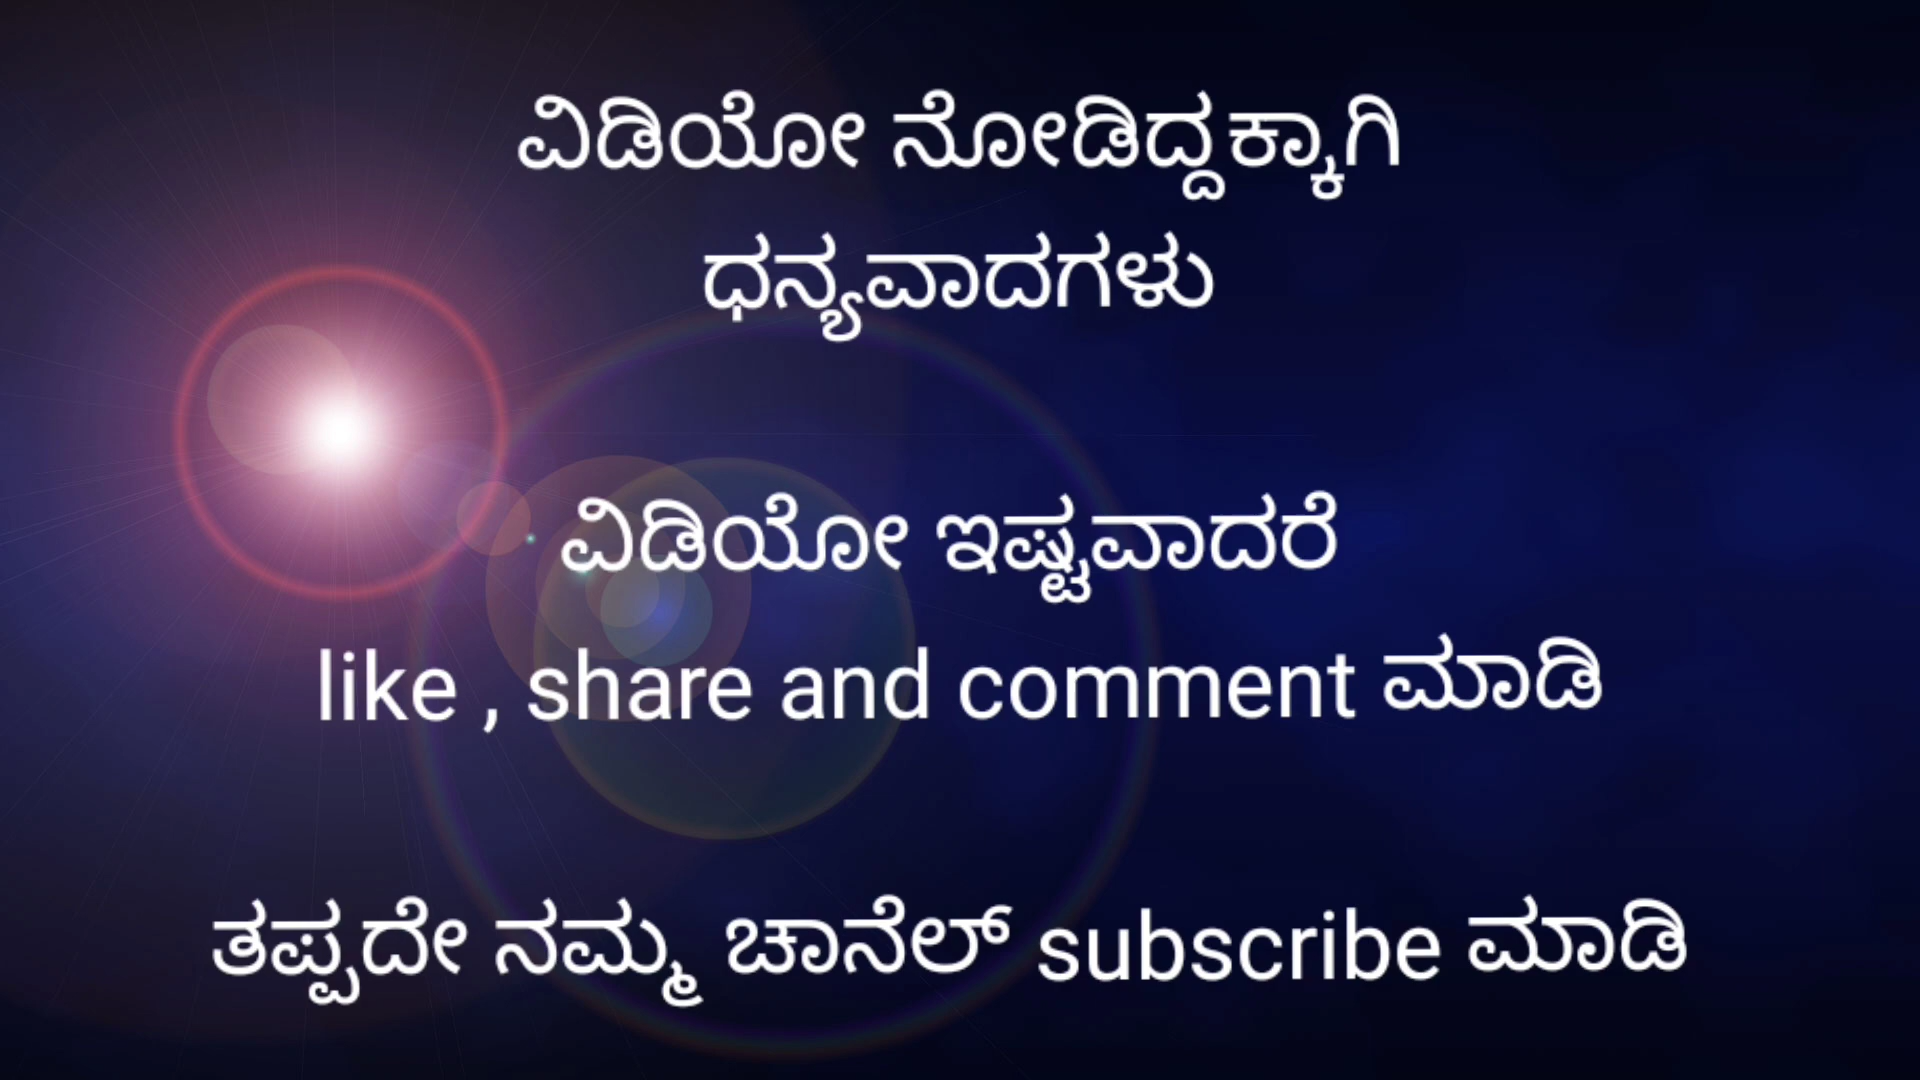 ವಿಡಿಯೋ ನೋಡಿದ್ದಕ್ಕಾಗಿ
ಧನ್ಯವಾದಗಳು
ವಿಡಿಯೋ ಇಷ್ಟವಾದರೆ
like , share and comment ಮಾಡಿ
ತಪ್ಪದೇ ನಮ್ಮ ಚಾನೆಲ್ subscribe ಮಾಡಿ